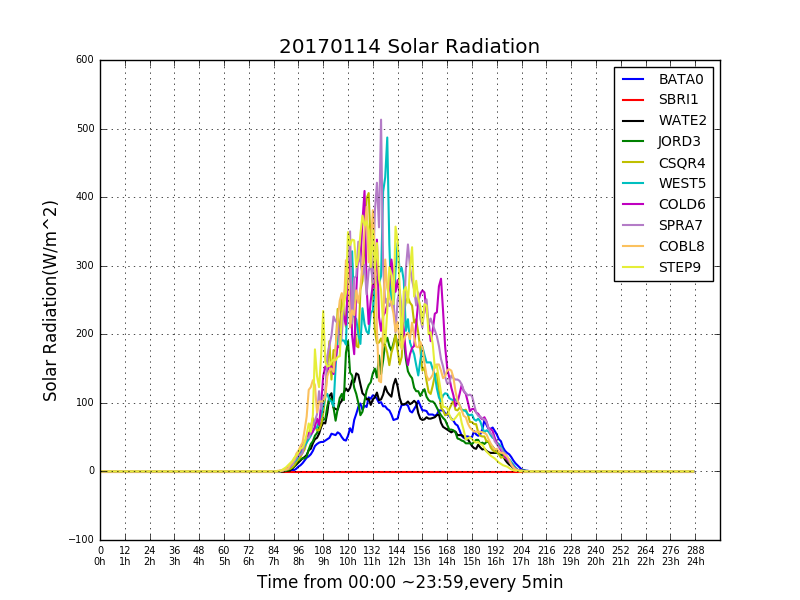 20170114 Solar Radiation
600
500
400
300
200
100
0
−100
Solar Radiation(W/m^2)
BATA0
SBRI1
WATE2
JORD3
CSQR4
WEST5
COLD6
SPRA7
COBL8
STEP9
0 12 24 36 48 60 72 84 96 108 120 132 144 156 168 180 192 204 216 228 240 252 264 276 288
0h 1h 2h 3h 4h 5h 6h 7h 8h 9h 10h 11h 12h 13h 14h 15h 16h 17h 18h 19h 20h 21h 22h 23h 24h
Time from 00:00 ~23:59,every 5min